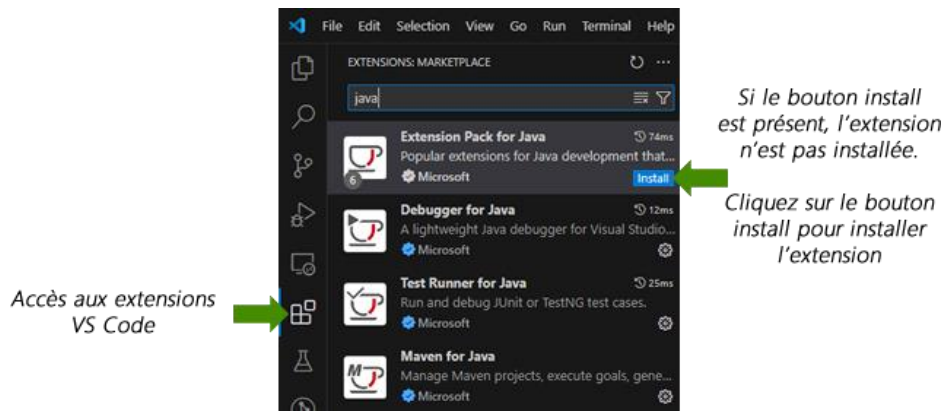 File Edit Selection View Go Run Terminal Help
EXTENSIONS: MARKETPLACE
java
Extension Pack for Java 74ms
Popular extensions for Java development that...
6 Microsoft Install
Debugger for Java 12ms
A lightweight Java debugger for Visual Studio...
Microsoft
Test Runner for Java 25ms
Run and debug JUnit or TestNG test cases.
Microsoft
Maven for Java
M
Manage Maven projects, execute goals, gene...
Microsoft
Accès aux extensions
VS Code
Si le bouton install
est présent, l'extension
n'est pas installée.
Cliquez sur le bouton
install pour installer
l'extension